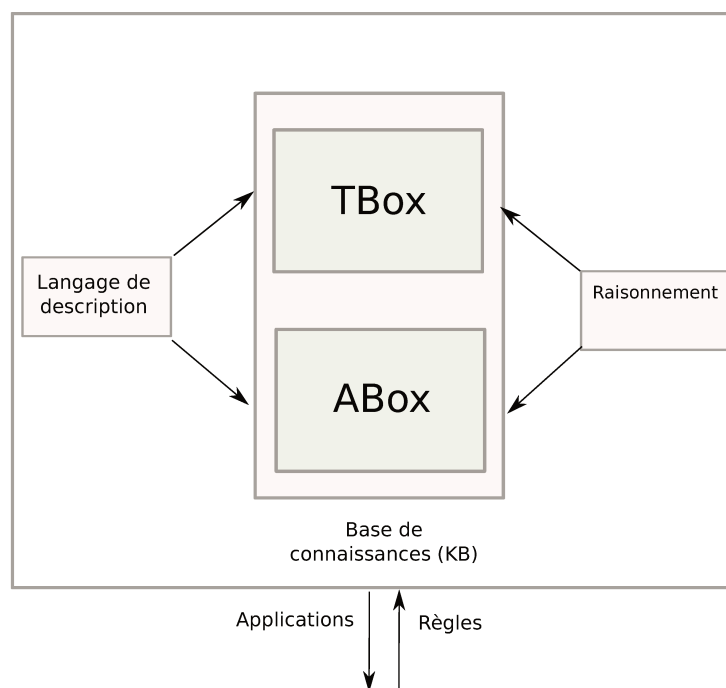 TBox
Langage de
description
Raisonnement
ABox
Base de
connaissances (KB)
Applications
Règles